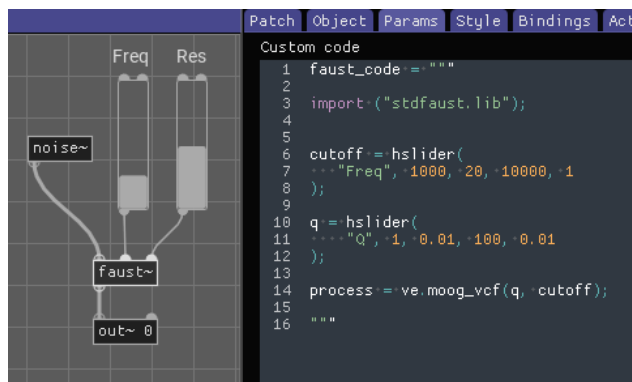 Patch Object Params Style Bindings
Custom code
Freq Res
noise~
faust~
out~ 0
1 faust_code = """
2
3 import ("stdfaust.lib");
4
5
6 cutoff = hslider(
7 "Freq", 1000, 20, 10000, 1
8 );
9
10 q = hslider(
11 "Q", 1, 0.01, 100, 0.01
12 );
13
14 process = ve.moog_vcf(q, cutoff);
15
16 """